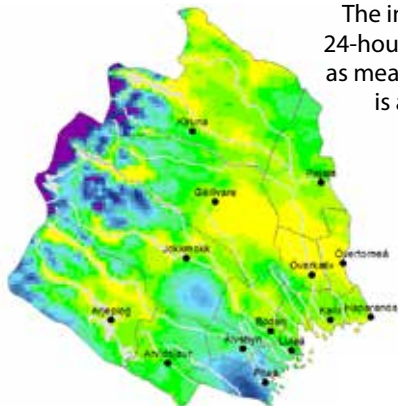 The in
24-hou
as mea
is a
Kiruna
Pajala
Gällivare
Jokkmokk
Övertorneå
Överkalix
Arjeplog
Kalix
Haparanda
Boden
Luleå
Älvsbyn
Arvidsjaur
Piteå